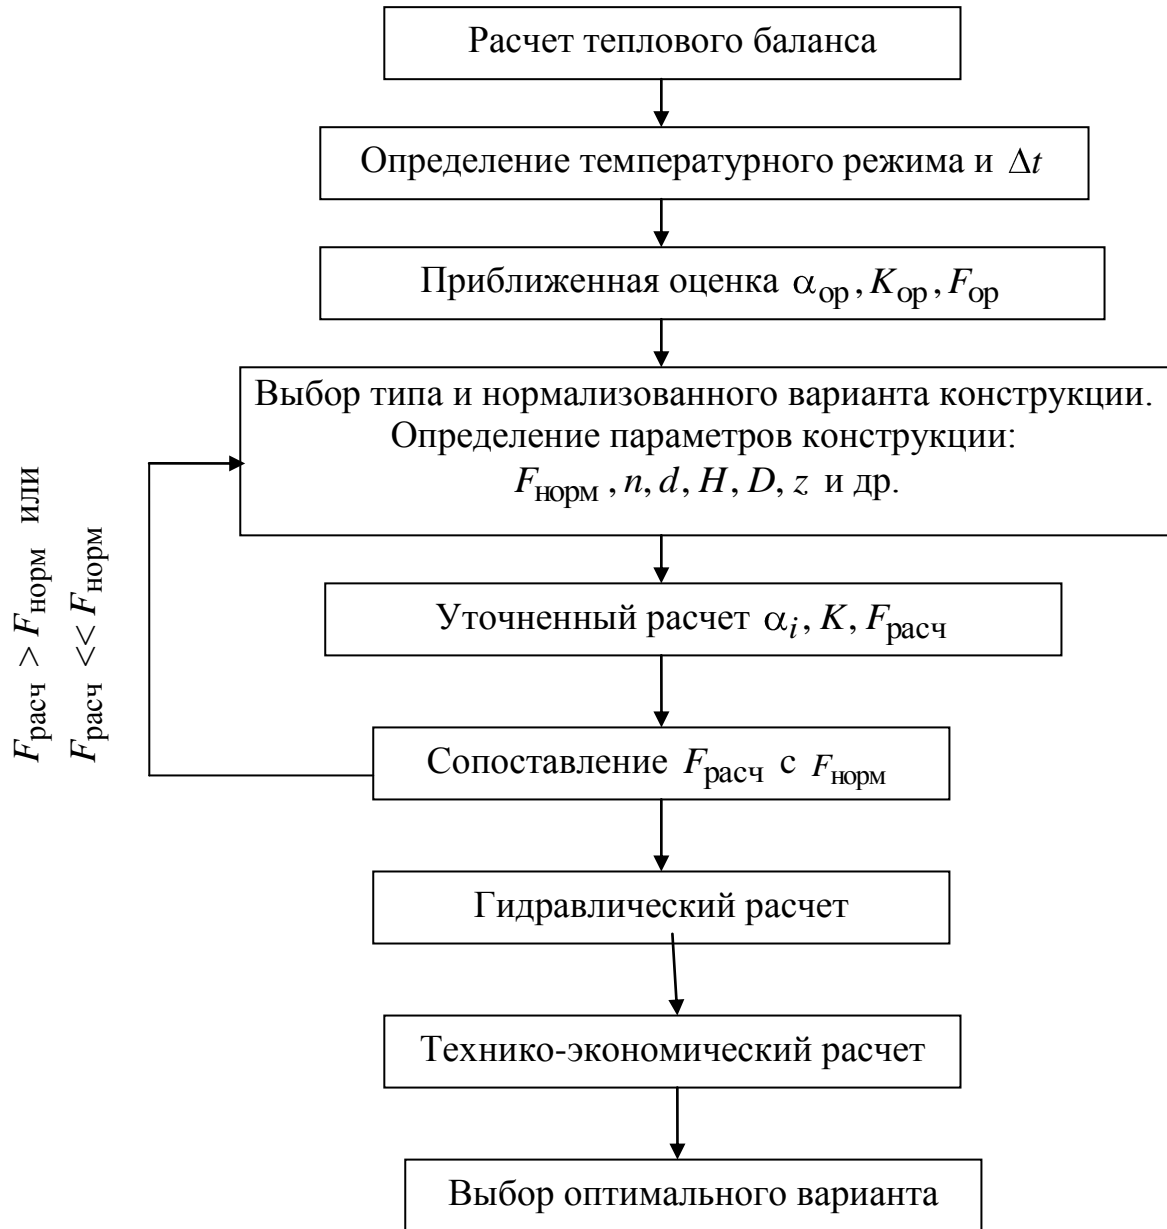 Расчет теплового баланса
Определение температурного режима и Δt
Приближенная оценка α_ор, K_ор, F_ор
Выбор типа и нормализованного варианта конструкции.
Определение параметров конструкции:
F_норм, n, d, H, D, z и др.
F_расч > F_норм или
F_расч << F_норм
Уточненный расчет α_i, K, F_расч
Сопоставление F_расч с F_норм
Гидравлический расчет
Технико-экономический расчет
Выбор оптимального варианта